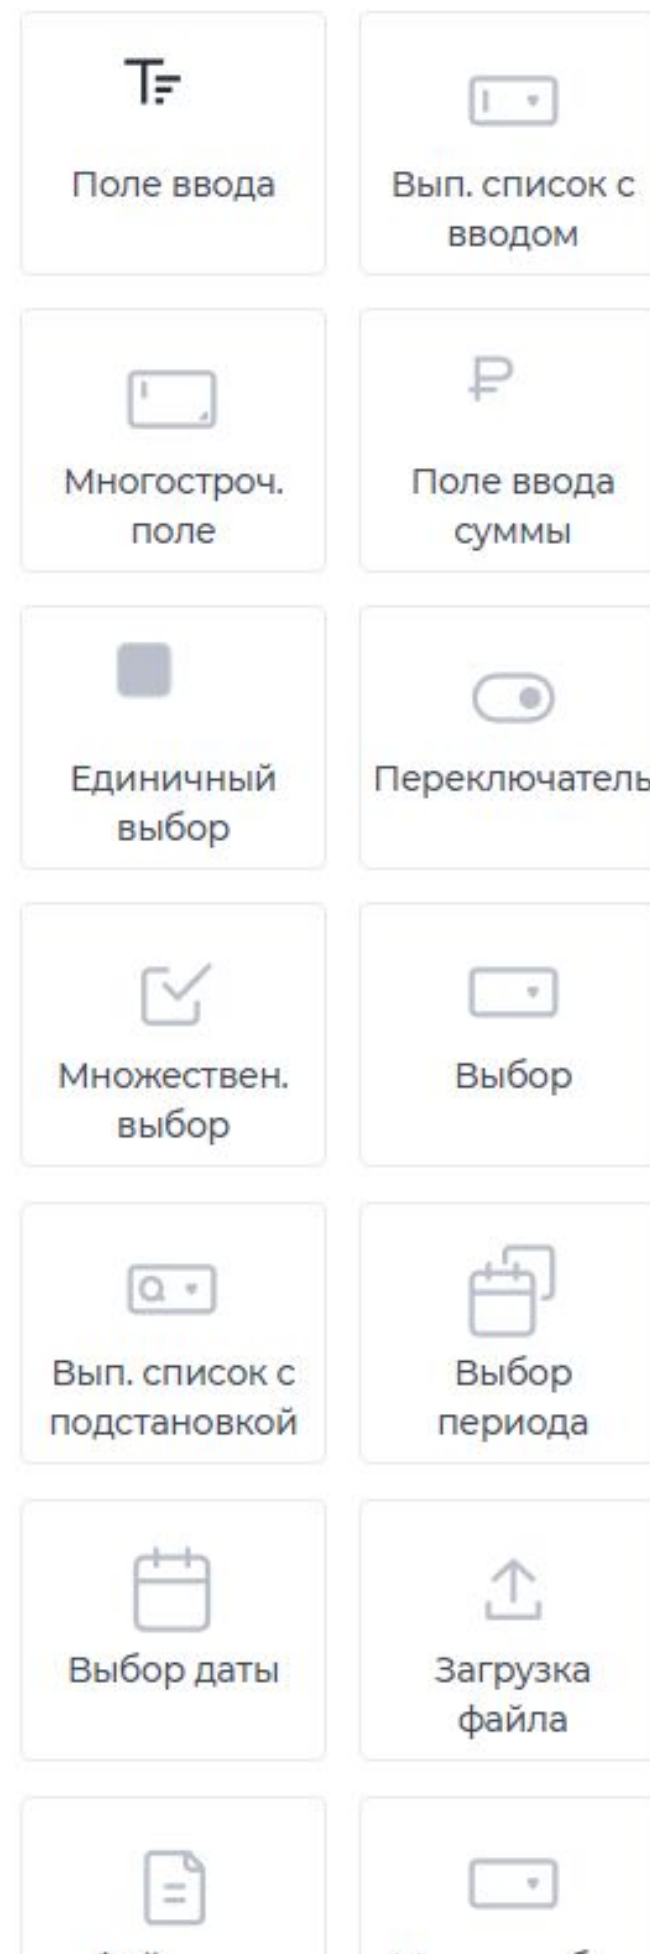 Поле ввода
Вып. список с
вводом
Многостроч.
поле
Поле ввода
суммы
Единичный
выбор
Переключатель
Множествен.
выбор
Выбор
Вып. список с
подстановкой
Выбор
периода
Выбор даты
Загрузка
файла